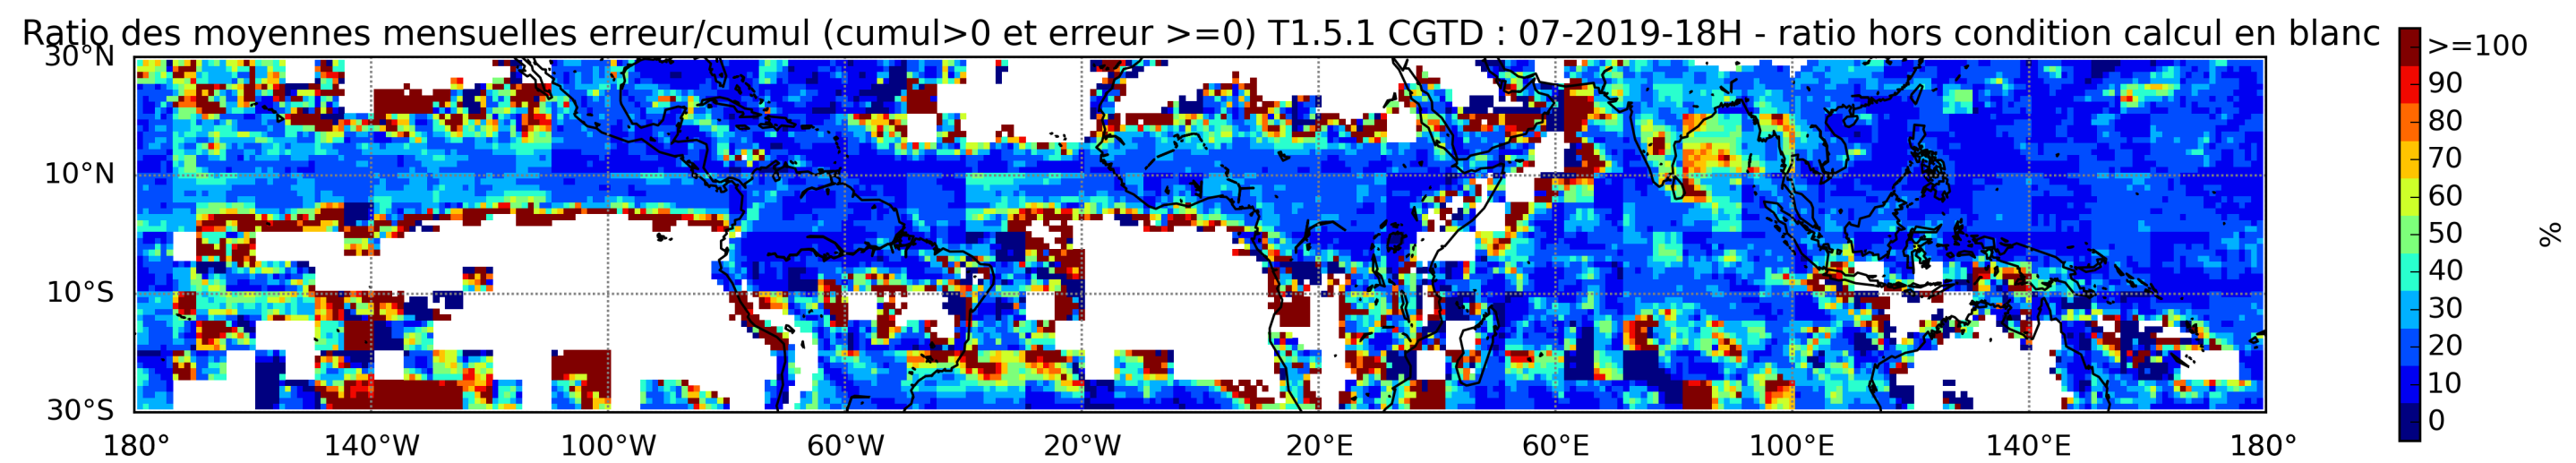 Ratio des moyennes mensuelles erreur/cumul (cumul>0 et erreur >=0) T1.5.1 CGTD : 07-2019-18H - ratio hors condition calcul en blanc
30°N
10°N
10°S
30°S
180° 140°W 100°W 60°W 20°W 20°E 60°E 100°E 140°E 180°
>=100
90
80
70
60
50
40
30
20
10
0
%